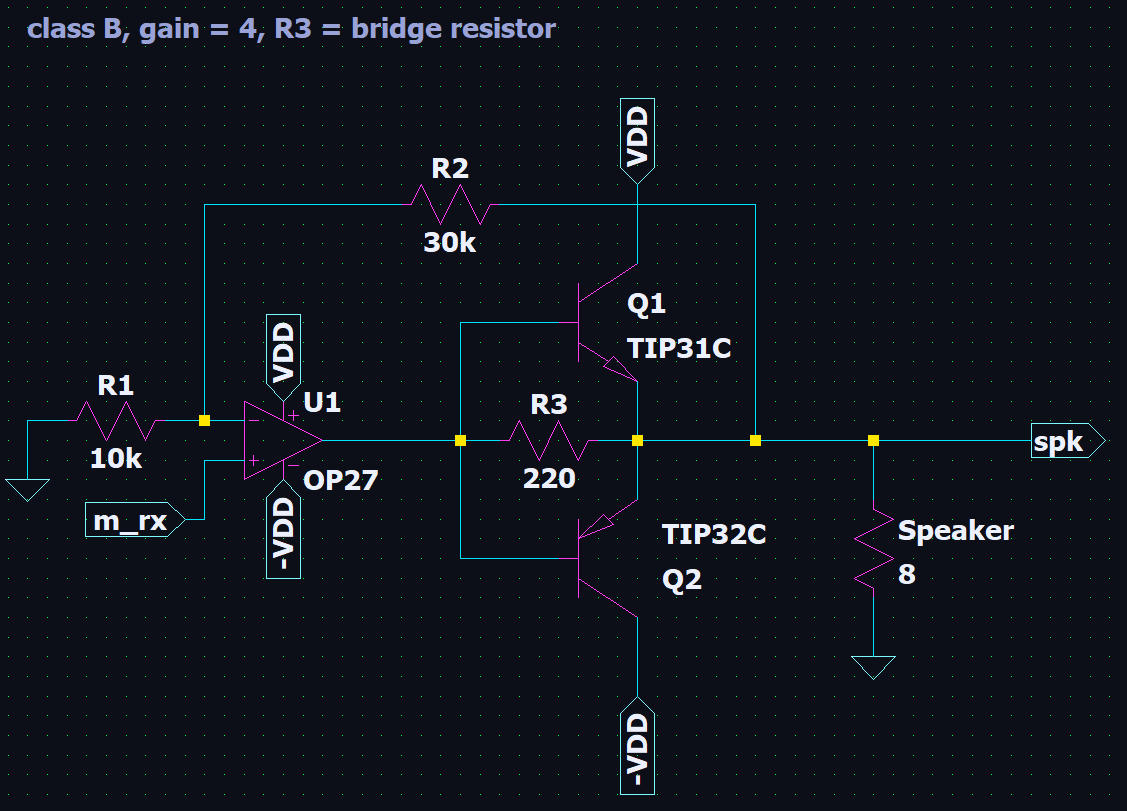 class B, gain = 4, R3 = bridge resistor
VDD
R2
30k
Q1
TIP31C
VDD
R1
10k
U1
OP27
-VDD
m_rx
R3
220
spk
TIP32C
Q2
Speaker
8
-VDD